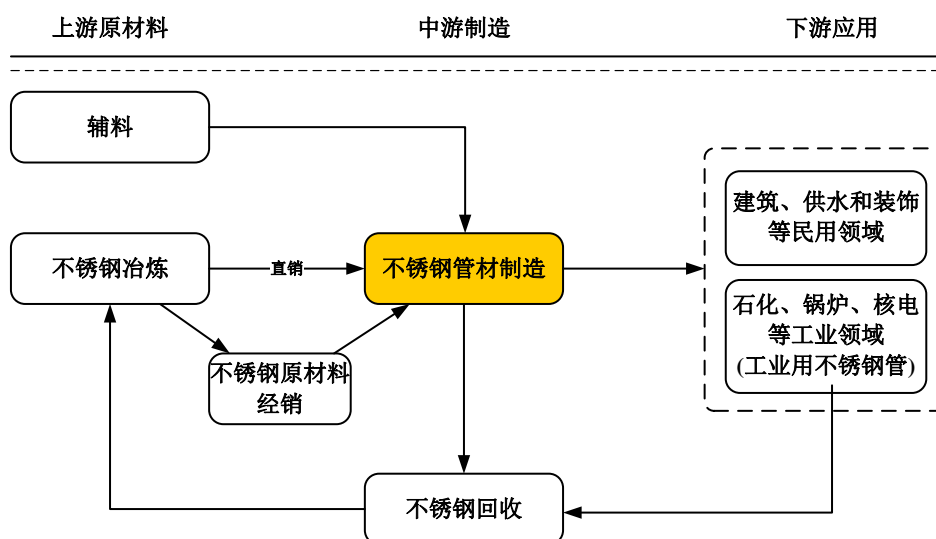 上游原材料
中游制造
下游应用
辅料
建筑、供水和装饰
等民用领域
不锈钢冶炼
直销
不锈钢管材制造
石化、锅炉、核电
等工业领域
(工业用不锈钢管)
不锈钢原材料
经销
不锈钢回收